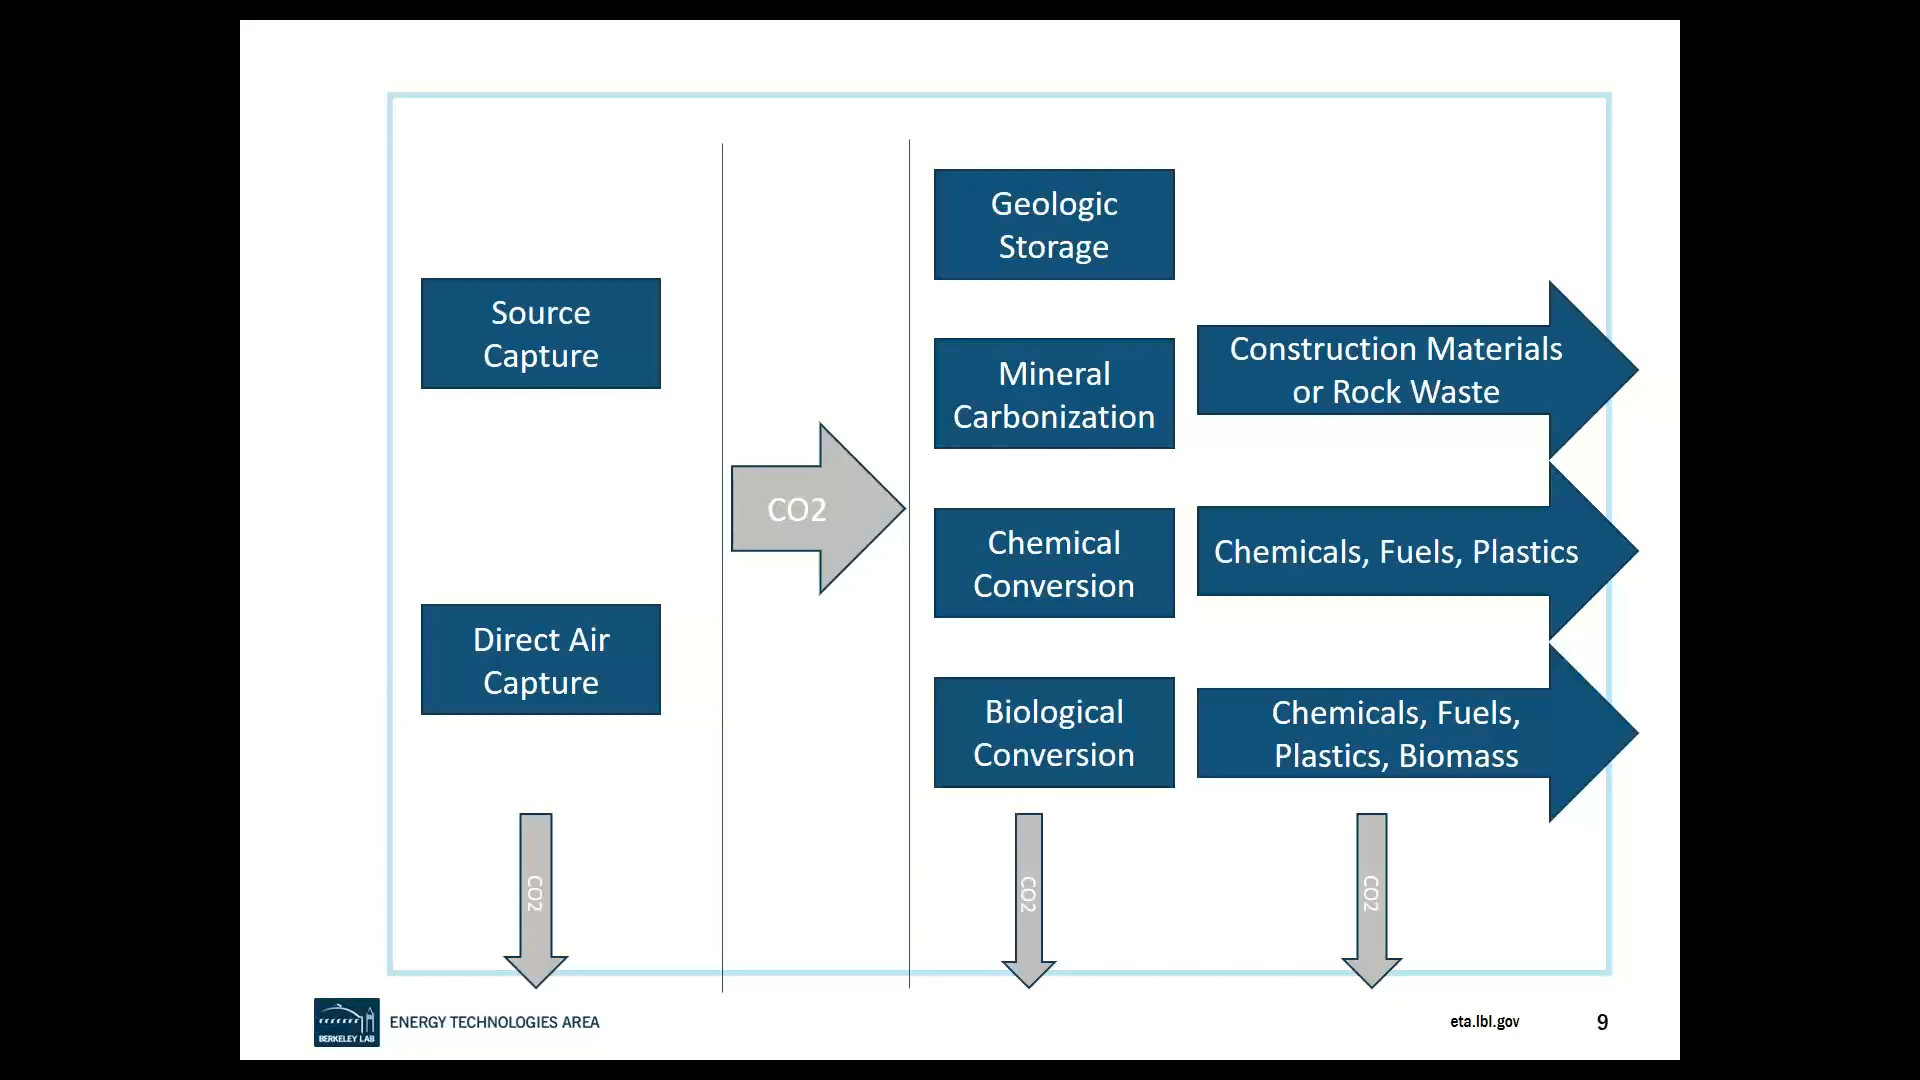 Source
Capture
Direct Air
Capture
CO2
Geologic
Storage
Mineral
Carbonization
Chemical
Conversion
Biological
Conversion
Construction Materials
or Rock Waste
Chemicals, Fuels, Plastics
Chemicals, Fuels,
Plastics, Biomass
CO2
CO2
CO2
BERKELEY LAB
ENERGY TECHNOLOGIES AREA
eta.lbl.gov
9